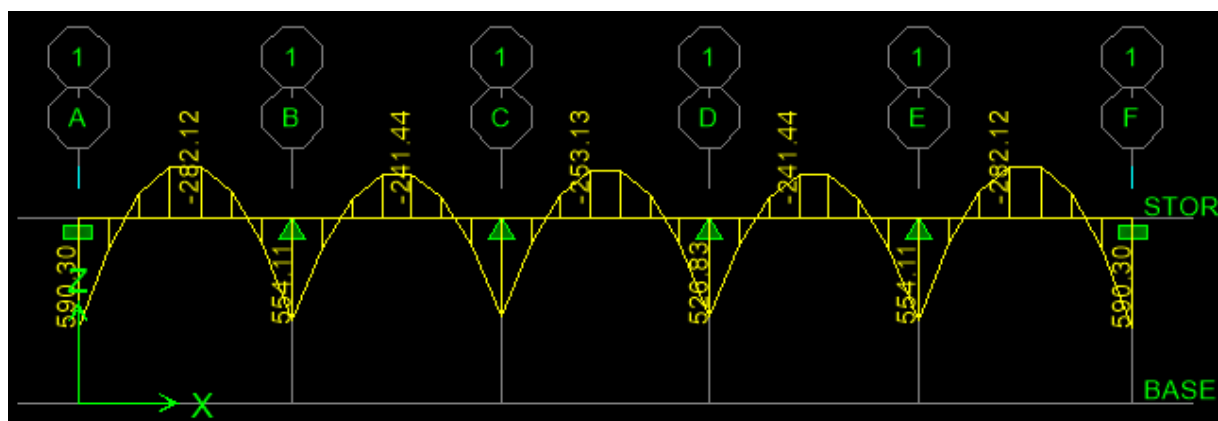 1 1 1 1 1 1
A B C D E F
-282.12 -241.44 -253.13 -241.44 -282.12
STOR
590.30 554.11 526.83 554.11 590.30
Z
X
BASE